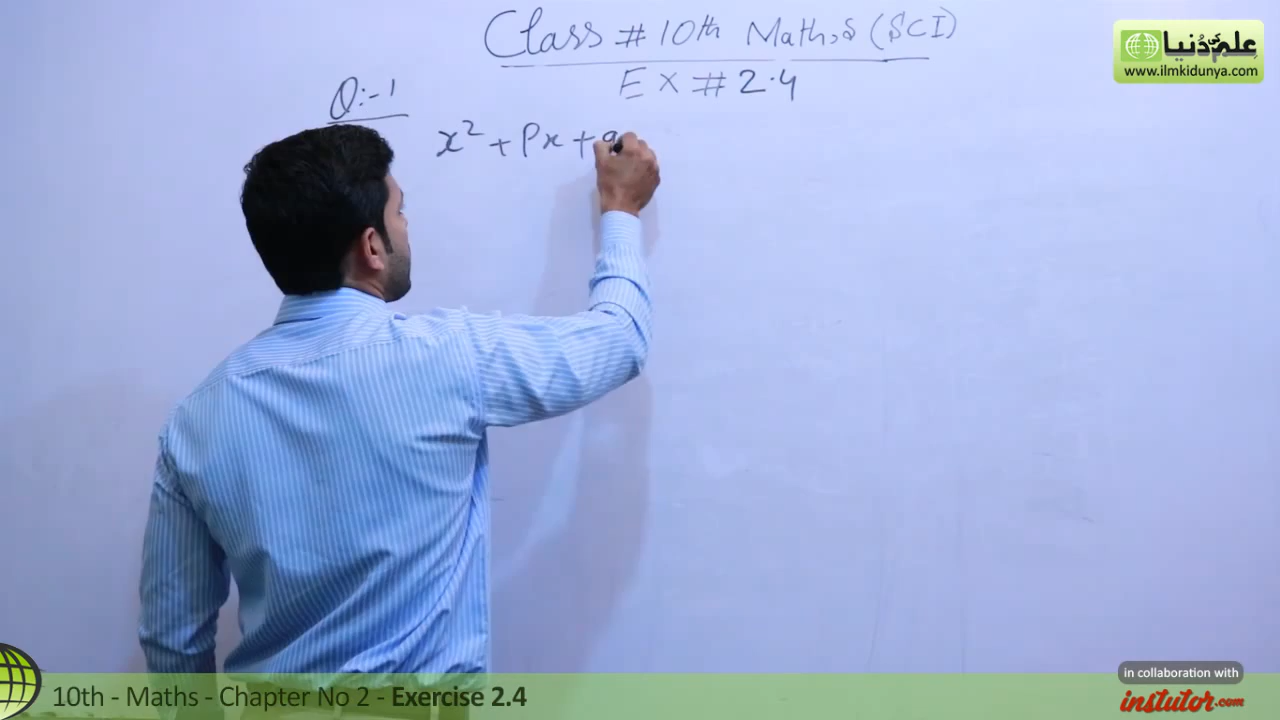 Class # 10th Maths (SCI)
EX # 2.4
Q:-1
x² + Px + q
علم کی دُنیا
www.ilmkidunya.com
10th - Maths - Chapter No 2 - Exercise 2.4
in collaboration with
instutor.com